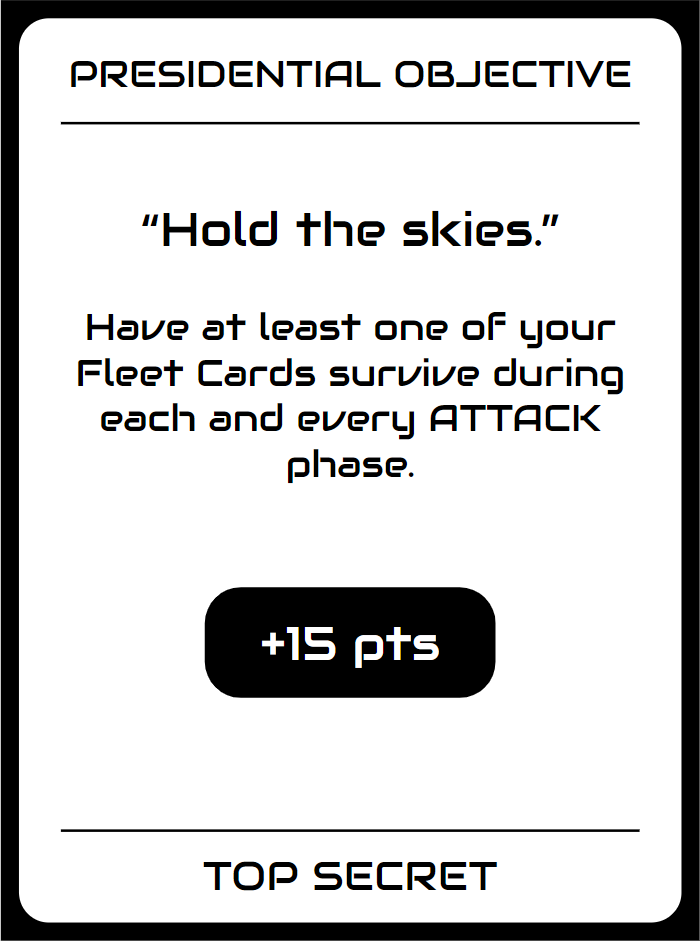 PRESIDENTIAL OBJECTIVE
“Hold the skies.”
Have at least one of your
Fleet Cards survive during
each and every ATTACK
phase.
+15 pts
TOP SECRET